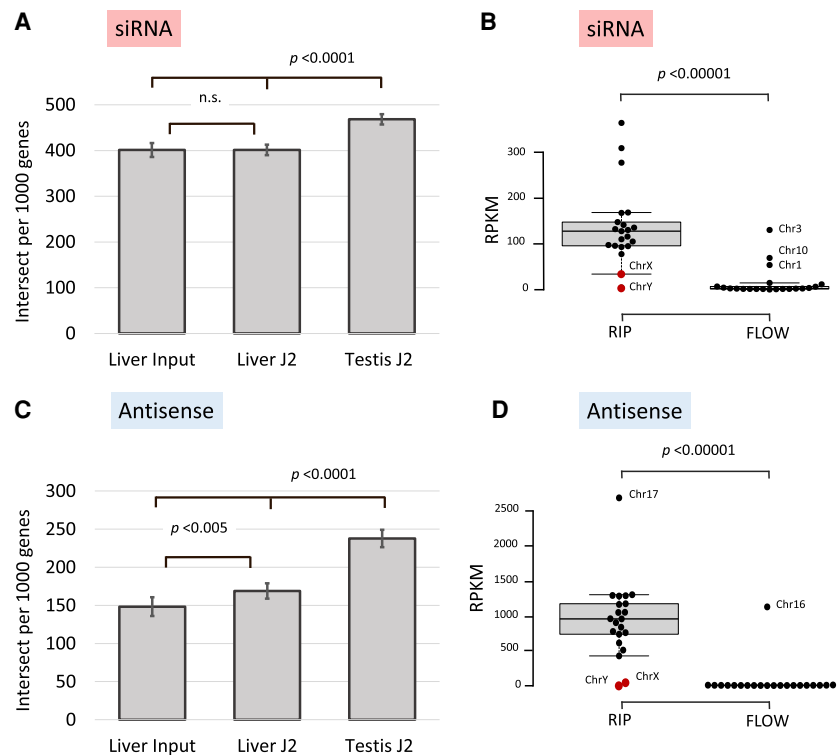 A
siRNA
p <0.0001
n.s.
Intersect per 1000 genes
500
400
300
200
100
0
Liver Input
Liver J2
Testis J2
B
siRNA
p <0.00001
RPKM
300
200
100
0
Chr3
Chr10
Chr1
ChrX
ChrY
RIP
FLOW
C
Antisense
p <0.0001
p <0.005
Intersect per 1000 genes
300
250
200
150
100
50
0
Liver Input
Liver J2
Testis J2
D
Antisense
p <0.00001
Chr17
RPKM
2500
2000
1500
1000
500
0
Chr16
ChrY
ChrX
RIP
FLOW